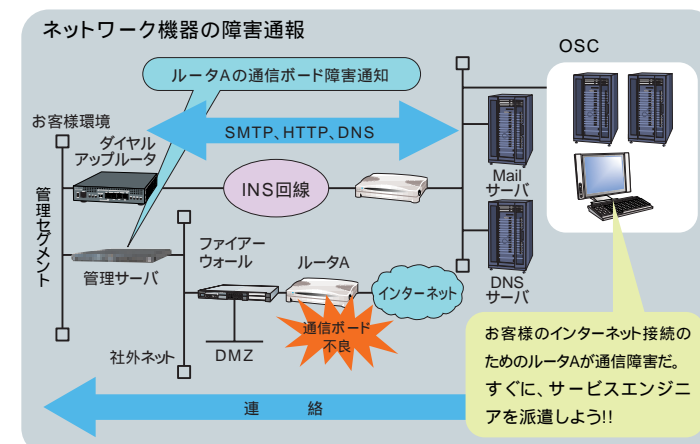 ネットワーク機器の障害通報
OSC
ルータAの通信ボード障害通知
お客様環境
ダイヤル
アップルータ
SMTP、HTTP、DNS
INS回線
Mail
サーバ
管理セグメント
管理サーバ
ファイアー
ウォール
ルータA
インターネット
DNS
サーバ
通信ボード
不良
社外ネット
DMZ
お客様のインターネット接続の
ためのルータAが通信障害だ。
すぐに、サービスエンジニ
アを派遣しよう!!
連絡